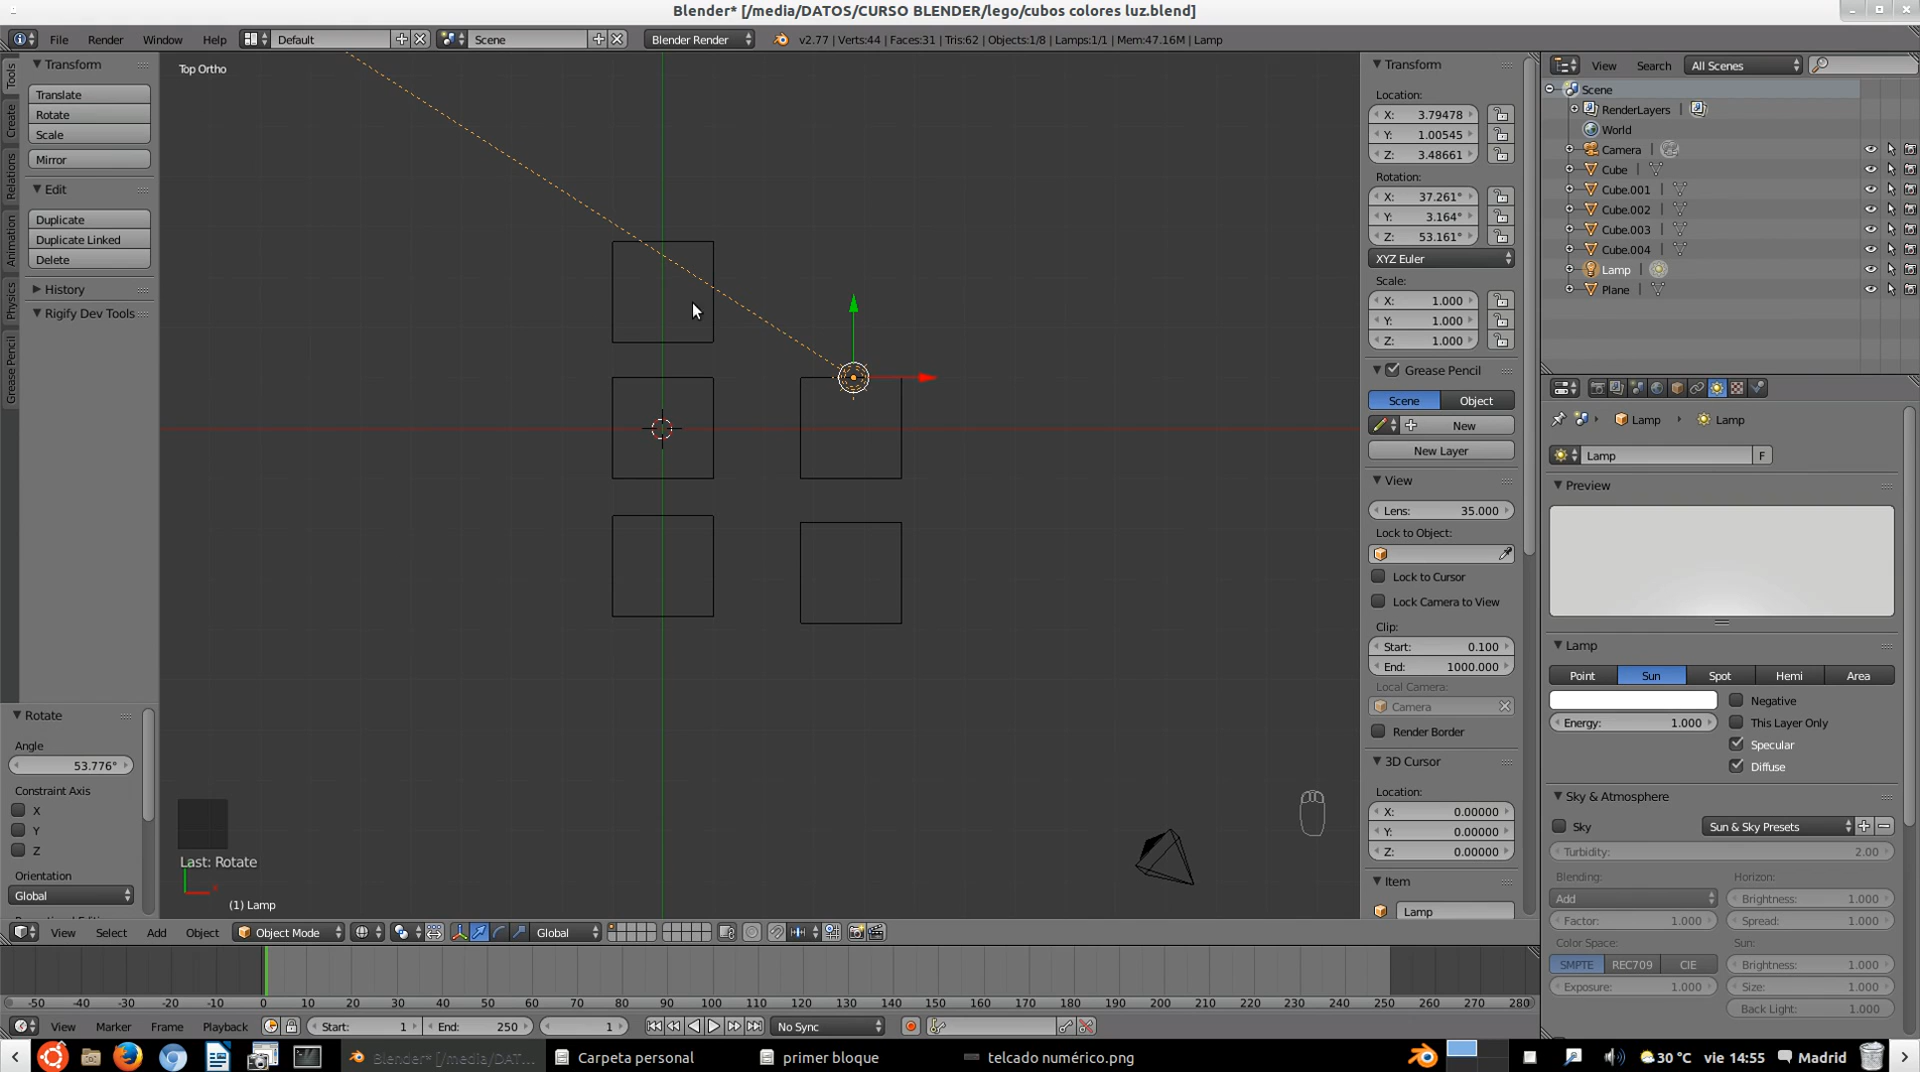 Blender* [/media/DATOS/CURSO BLENDER/lego/cubos colores luz.blend]
File Render Window Help Default Scene Blender Render v2.77 | Verts:44 | Faces:31 | Tris:62 | Objects:1/8 | Lamps:1/1 | Mem:47.16M | Lamp
Tools
Create
Relations
Animation
Physics
Grease Pencil
Transform
Translate
Rotate
Scale
Mirror
Edit
Duplicate
Duplicate Linked
Delete
History
Rigify Dev Tools
Rotate
Angle
53.776°
Constraint Axis
X
Y
Z
Orientation
Global
Top Ortho
Last: Rotate
(1) Lamp
Transform
Location:
X: 3.79478
Y: 1.00545
Z: 3.48661
Rotation:
X: 37.261°
Y: 3.164°
Z: 53.161°
XYZ Euler
Scale:
X: 1.000
Y: 1.000
Z: 1.000
Grease Pencil
Scene Object
New
New Layer
View
Lens: 35.000
Lock to Object:
Lock to Cursor
Lock Camera to View
Clip:
Start: 0.100
End: 1000.000
Local Camera:
Camera
Render Border
3D Cursor
Location:
X: 0.00000
Y: 0.00000
Z: 0.00000
Item
Lamp
View Search All Scenes
Scene
RenderLayers
World
Camera
Cube
Cube.001
Cube.002
Cube.003
Cube.004
Lamp
Plane
Lamp Lamp
Lamp F
Preview
Lamp
Point Sun Spot Hemi Area
Negative
Energy: 1.000 This Layer Only
Specular
Diffuse
Sky & Atmosphere
Sky Sun & Sky Presets
Turbidity: 2.00
Blending: Horizon:
Add Brightness: 1.000
Factor: 1.000 Spread: 1.000
Color Space: Sun:
SMPTE REC709 CIE Brightness: 1.000
Exposure: 1.000 Size: 1.000
Back Light: 1.000
View Select Add Object Object Mode Global
-50 -40 -30 -20 -10 0 10 20 30 40 50 60 70 80 90 100 110 120 130 140 150 160 170 180 190 200 210 220 230 240 250 260 270 280
View Marker Frame Playback Start: 1 End: 250 1 No Sync
Blender* [/media/DAT... Carpeta personal primer bloque telcado numérico.png 30 °C vie 14:55 Madrid